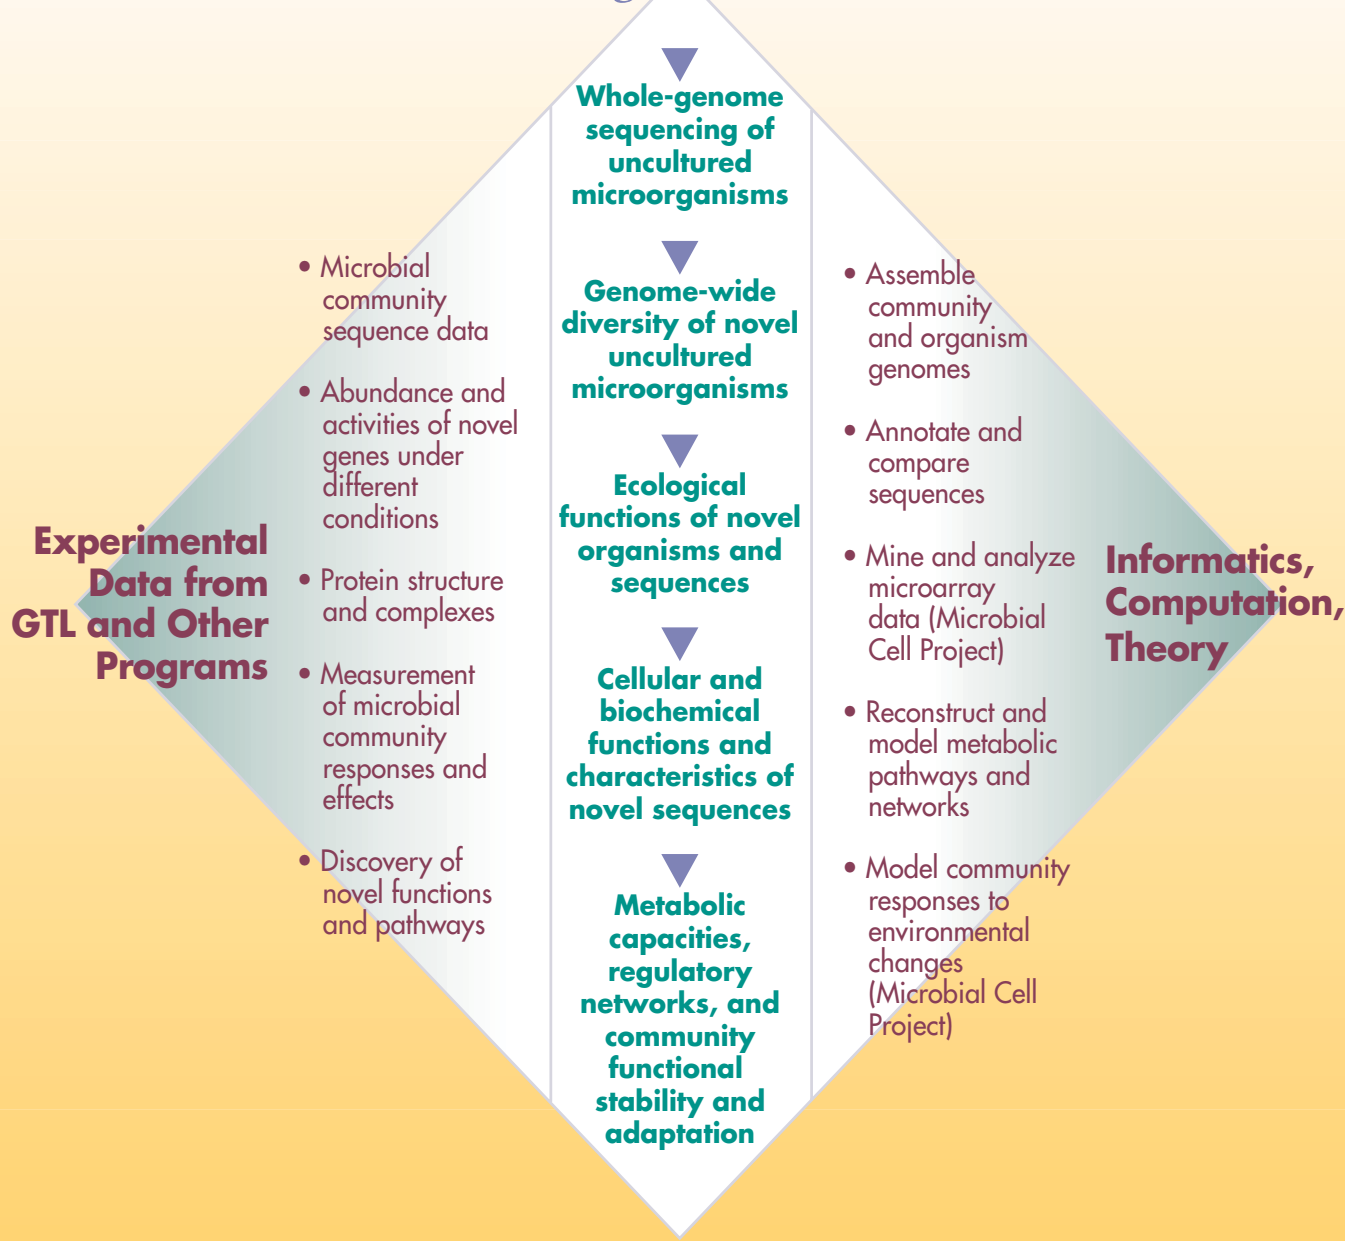 Whole-genome
sequencing of
uncultured
microorganisms
Genome-wide
diversity of novel
uncultured
microorganisms
Ecological
functions of novel
organisms and
sequences
Cellular and
biochemical
functions and
characteristics of
novel sequences
Metabolic
capacities,
regulatory
networks, and
community
functional
stability and
adaptation
Experimental
Data from
GTL and Other
Programs
• Microbial
community
sequence data
• Abundance and
activities of novel
genes under
different
conditions
• Protein structure
and complexes
• Measurement
of microbial
community
responses and
effects
• Discovery of
novel functions
and pathways
• Assemble
community
and organism
genomes
• Annotate and
compare
sequences
• Mine and analyze
microarray
data (Microbial
Cell Project)
• Reconstruct and
model metabolic
pathways and
networks
• Model community
responses to
environmental
changes
(Microbial Cell
Project)
Informatics,
Computation,
Theory